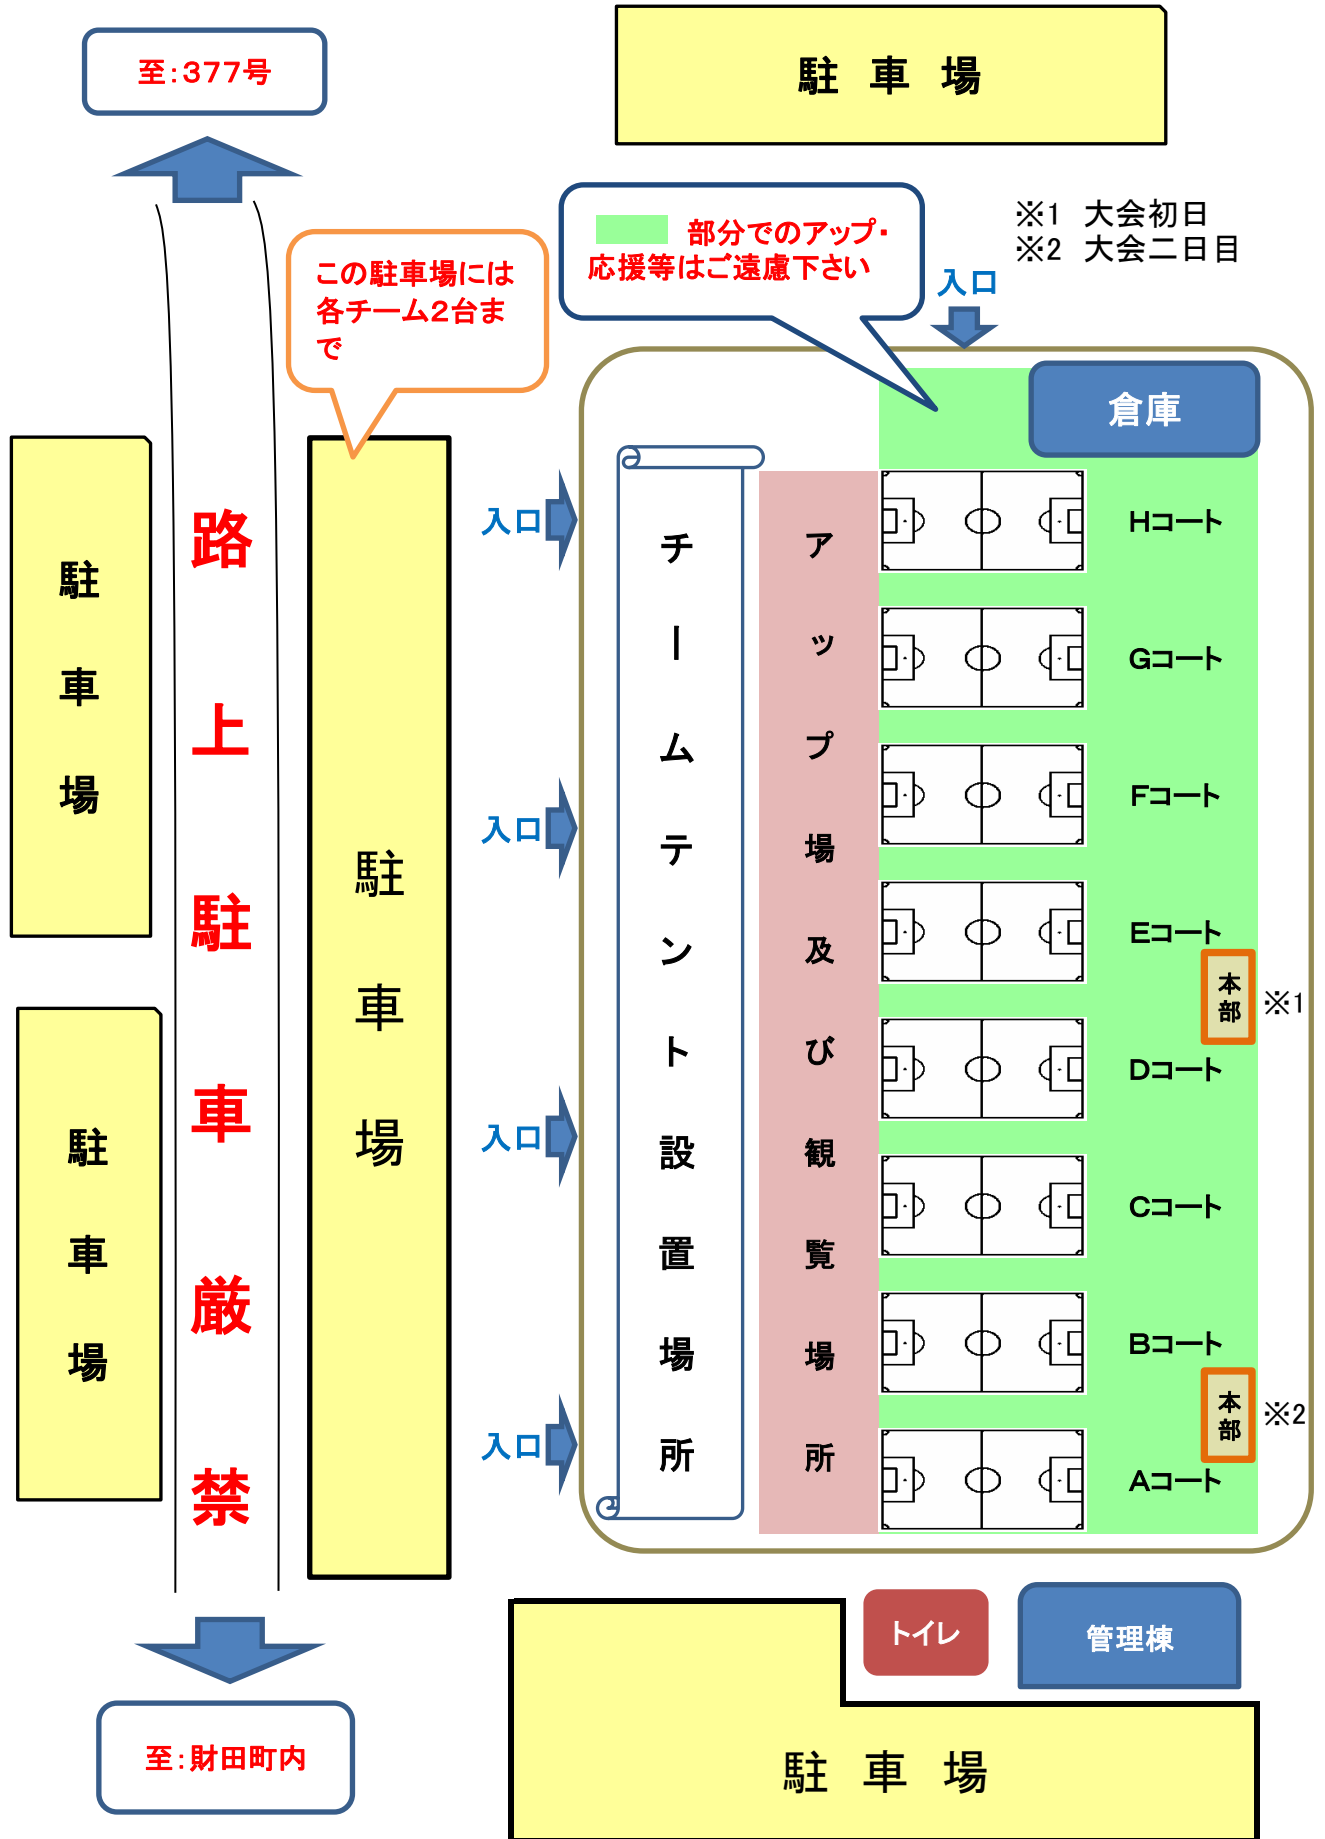 至：377号
駐 車 場
※1 大会初日
※2 大会二日目
部分でのアップ・
応援等はご遠慮下さい
この駐車場には
各チーム2台ま
で
入口
倉庫
駐車場
駐車場
路上駐車厳禁
駐車場
入口
入口
入口
入口
チームテント設置場所
アップ場及び観覧場所
Hコート
Gコート
Fコート
Eコート
本部
※1
Dコート
Cコート
Bコート
本部
※2
Aコート
トイレ
管理棟
至：財田町内
駐 車 場